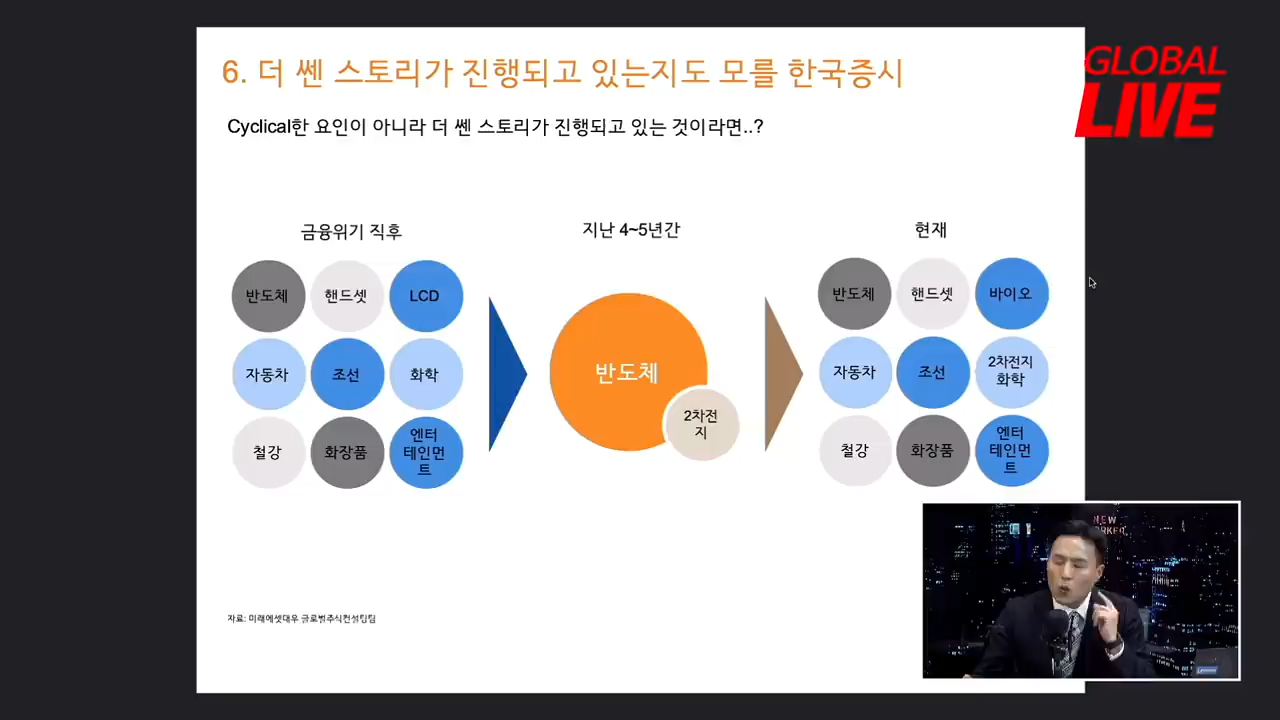 6. 더 쎈 스토리가 진행되고 있는지도 모를 한국증시
GLOBAL
LIVE
Cyclical한 요인이 아니라 더 쎈 스토리가 진행되고 있는 것이라면..?
금융위기 직후
반도체
핸드셋
LCD
자동차
조선
화학
철강
화장품
엔터
테인먼
트
지난 4~5년간
반도체
2차전
지
현재
반도체
핸드셋
바이오
자동차
조선
2차전지
화학
철강
화장품
엔터
테인먼
트
자료: 미래에셋대우 글로벌주식컨설팅팀
NEW